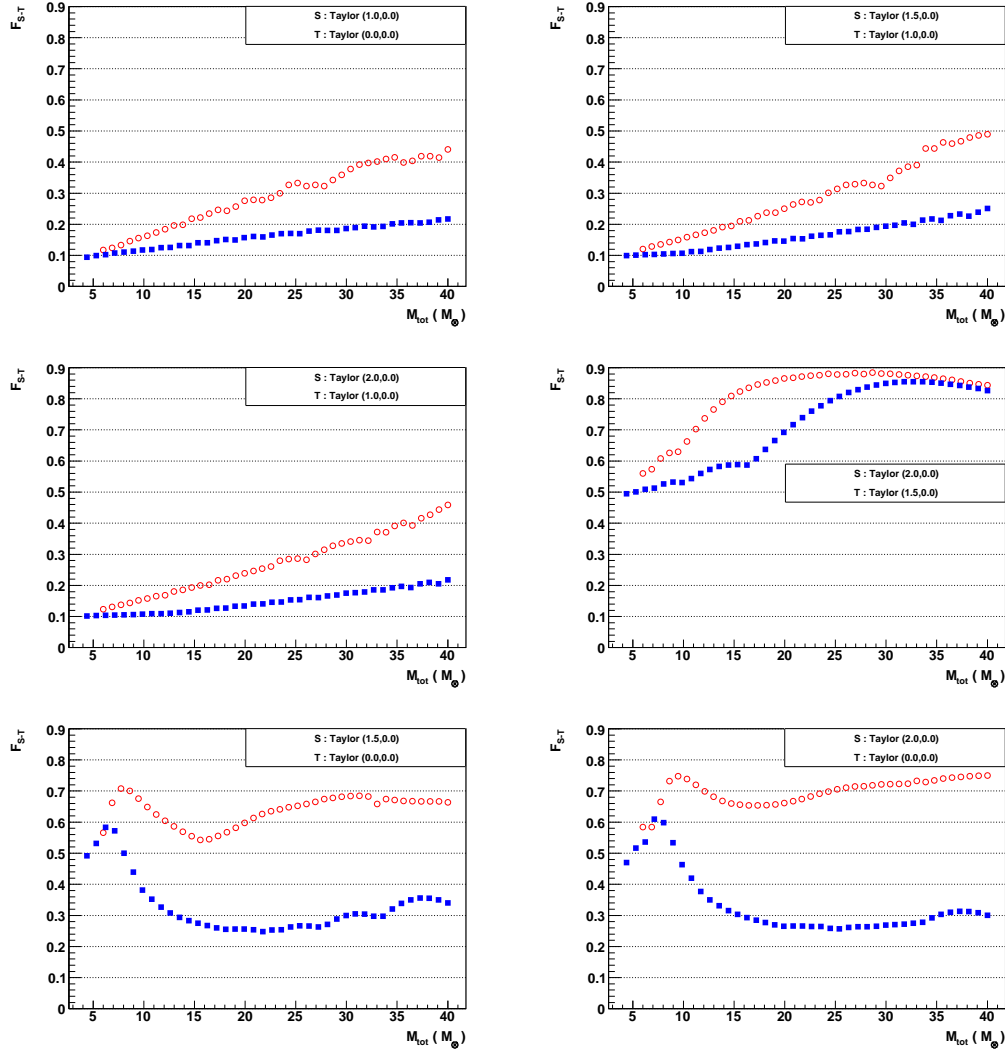 F_S-T
0.9
0.8
0.7
0.6
0.5
0.4
0.3
0.2
0.1
0
S : Taylor (1.0,0.0)
T : Taylor (0.0,0.0)
5 10 15 20 25 30 35 40
M_tot ( M_⊗ )
F_S-T
0.9
0.8
0.7
0.6
0.5
0.4
0.3
0.2
0.1
0
S : Taylor (1.5,0.0)
T : Taylor (1.0,0.0)
5 10 15 20 25 30 35 40
M_tot ( M_⊗ )
F_S-T
0.9
0.8
0.7
0.6
0.5
0.4
0.3
0.2
0.1
0
S : Taylor (2.0,0.0)
T : Taylor (1.0,0.0)
5 10 15 20 25 30 35 40
M_tot ( M_⊗ )
F_S-T
0.9
0.8
0.7
0.6
0.5
0.4
0.3
0.2
0.1
0
S : Taylor (2.0,0.0)
T : Taylor (1.5,0.0)
5 10 15 20 25 30 35 40
M_tot ( M_⊗ )
F_S-T
0.9
0.8
0.7
0.6
0.5
0.4
0.3
0.2
0.1
0
S : Taylor (1.5,0.0)
T : Taylor (0.0,0.0)
5 10 15 20 25 30 35 40
M_tot ( M_⊗ )
F_S-T
0.9
0.8
0.7
0.6
0.5
0.4
0.3
0.2
0.1
0
S : Taylor (2.0,0.0)
T : Taylor (0.0,0.0)
5 10 15 20 25 30 35 40
M_tot ( M_⊗ )